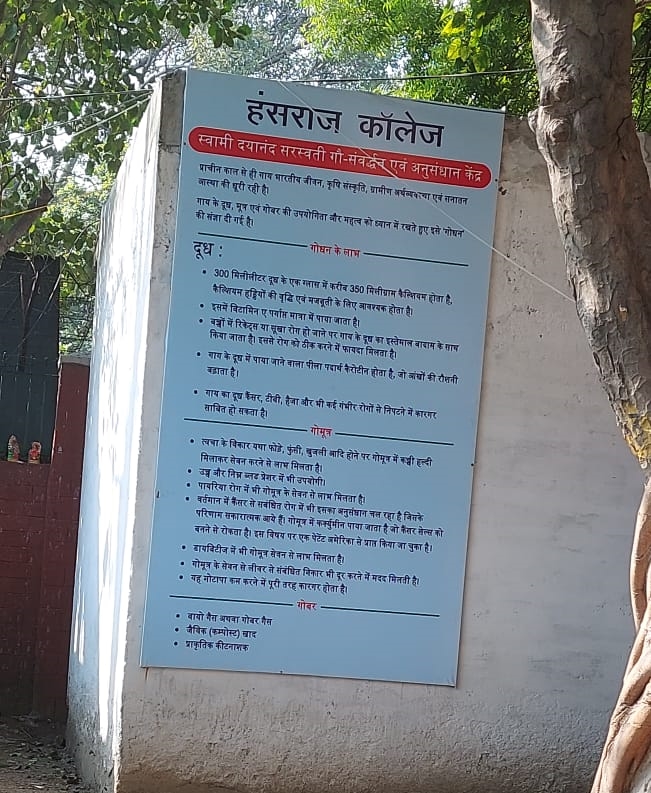 हंसराज कॉलेज
स्वामी दयानंद सरस्वती गौ-संवर्द्धन एवं अनुसंधान केंद्र
प्राचीन काल से ही गाय भारतीय जीवन, कृषि संस्कृति, ग्रामीण अर्थव्यवस्था एवं सनातन
आस्था की धूरी रही है।
गाय के दूध, मूत्र एवं गोबर की उपयोगिता और महत्व को ध्यान में रखते हुए इसे 'गोधन'
की संज्ञा दी गई है।
गोधन के लाभ
दूध :
• 300 मिलीलीटर दूध के एक ग्लास में करीब 350 मिलीग्राम कैल्शियम होता है,
कैल्शियम हड्डियों की वृद्धि एवं मजबूती के लिए आवश्यक होता है।
• इसमें विटामिन ए पर्याप्त मात्रा में पाया जाता है।
• बच्चों में रिकेट्स या सूखा रोग हो जाने पर गाय के दूध का इस्तेमाल बादाम के साथ
किया जाता है। इससे रोग को ठीक करने में फायदा मिलता है।
• गाय के दूध में पाया जाने वाला पीला पदार्थ कैरोटीन होता है, जो आंखों की रौशनी
बढ़ाता है।
• गाय का दूध कैंसर, टीबी, हैजा और भी कई गंभीर रोगों से निपटने में कारगर
साबित हो सकता है।
गोमूत्र
• त्वचा के विकार यथा फोड़े, फुंसी, खुजली आदि होने पर गोमूत्र में कच्ची हल्दी
मिलाकर सेवन करने से लाभ मिलता है।
• उच्च और निम्न ब्लड प्रेशर में भी उपयोगी।
• पायरिया रोग में भी गोमूत्र के सेवन से लाभ मिलता है।
• वर्तमान में कैंसर से संबंधित रोग में भी इसका अनुसंधान चल रहा है जिसके
परिणाम सकारात्मक आये हैं। गोमूत्र में कर्क्युमीन पाया जाता है जो कैंसर सेल्स को
बनने से रोकता है। इस विषय पर एक पेटेंट अमेरिका से प्राप्त किया जा चुका है।
• डायबिटीज में भी गोमूत्र सेवन से लाभ मिलता है।
• गोमूत्र के सेवन से लीवर से संबंधित विकार भी दूर करने में मदद मिलती है।
• यह मोटापा कम करने में पूरी तरह कारगर होता है।
गोबर
• बायो गैस अथवा गोबर गैस
• जैविक (कम्पोस्ट) खाद
• प्राकृतिक कीटनाशक